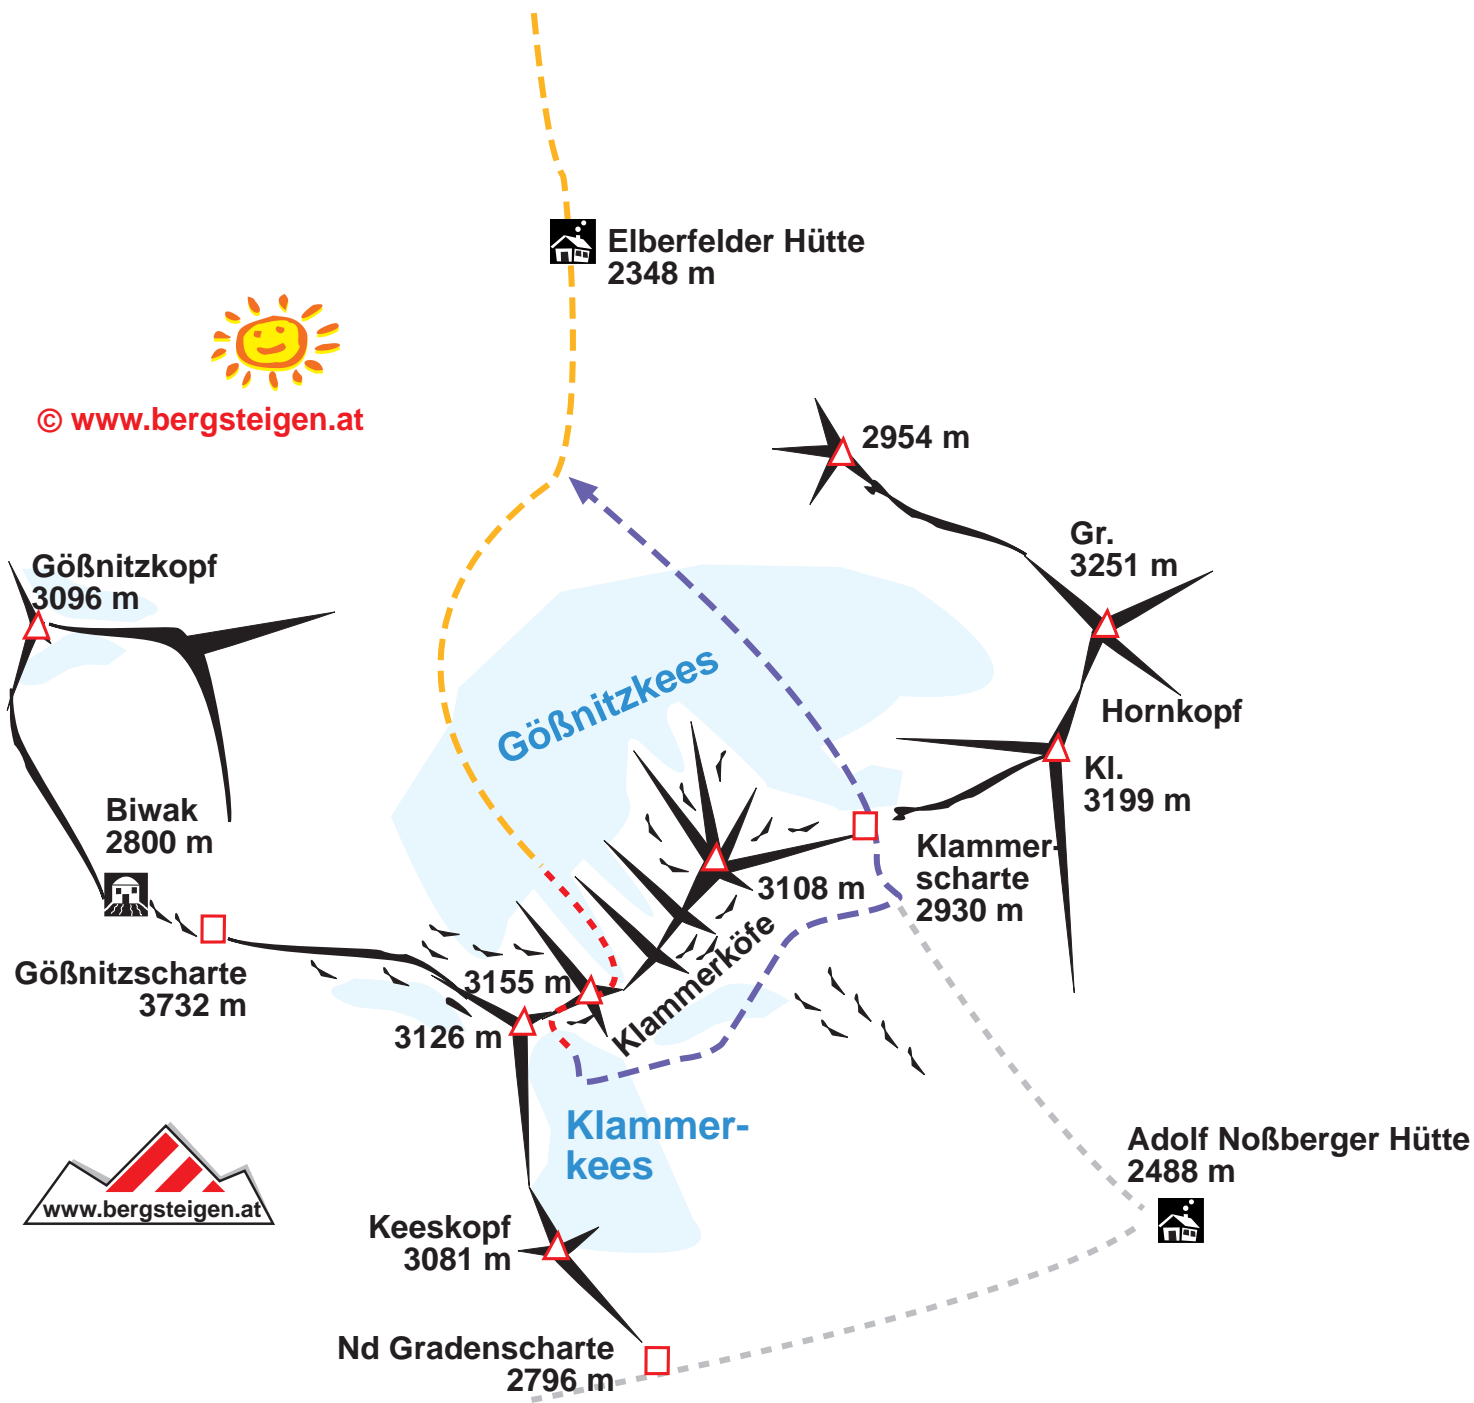 Elberfelder Hütte
2348 m
© www.bergsteigen.at
2954 m
Gr.
3251 m
Gößnitzkopf
3096 m
Gößnitzkees
Hornkopf
Kl.
3199 m
Biwak
2800 m
Klammer-
scharte
2930 m
3108 m
Klammerköfe
Gößnitzscharte
3732 m
3155 m
3126 m
Klammer-
kees
Adolf Noßberger Hütte
2488 m
www.bergsteigen.at
Keeskopf
3081 m
Nd Gradenscharte
2796 m